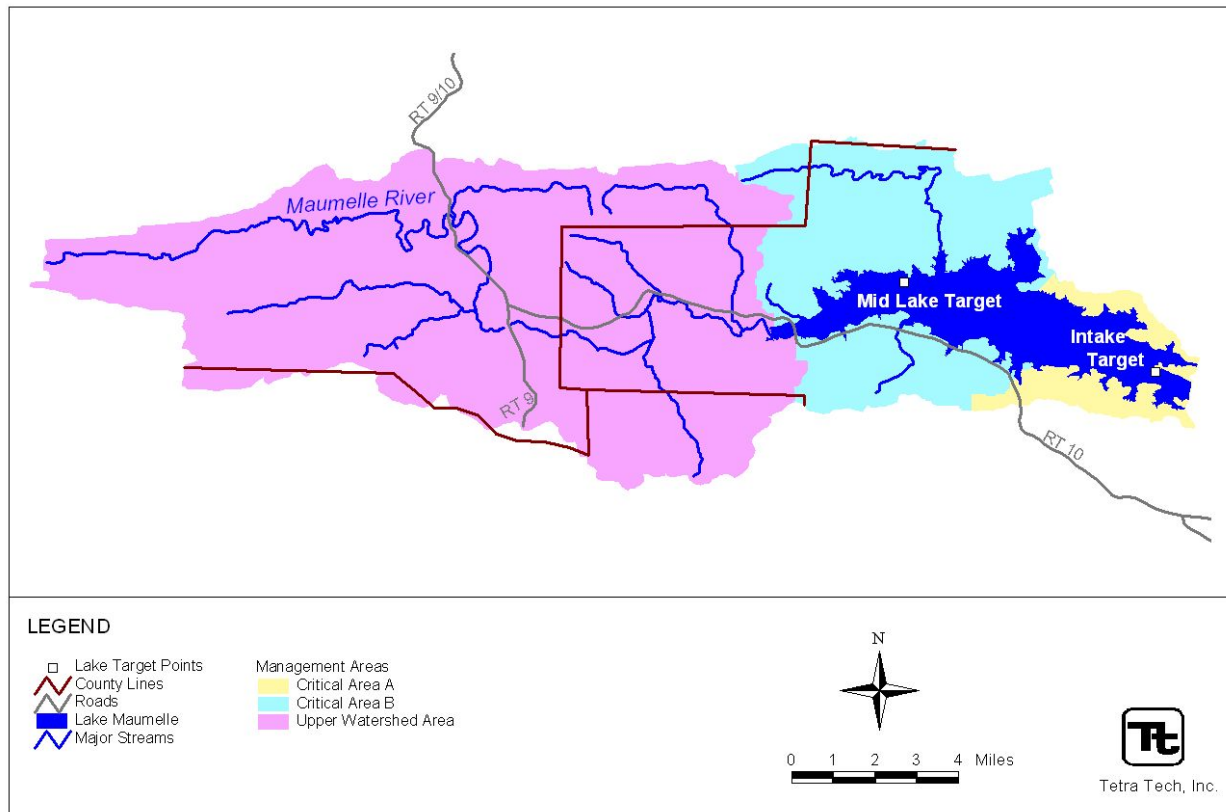 RT 9/10
Maumelle River
Mid Lake Target
Intake
Target
RT 9
RT 10
LEGEND
Lake Target Points
County Lines
Roads
Lake Maumelle
Major Streams
Management Areas
Critical Area A
Critical Area B
Upper Watershed Area
N
0 1 2 3 4 Miles
Tt
Tetra Tech, Inc.